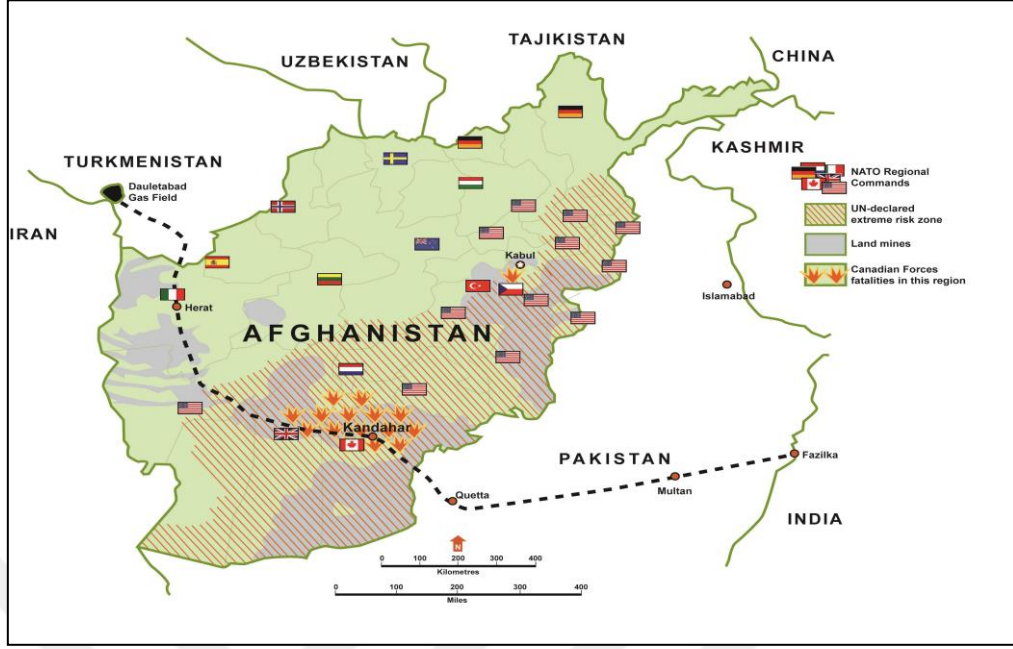 TAJIKISTAN
UZBEKISTAN
CHINA
TURKMENISTAN
Dauletabad
Gas Field
KASHMIR
NATO Regional
Commands
UN-declared
extreme risk zone
Land mines
Canadian Forces
fatalities in this region
IRAN
Kabul
Herat
Islamabad
AFGHANISTAN
Kandahar
PAKISTAN
Fazilka
Quetta
Multan
INDIA
N
0 100 200 300 400
Kilometres
0 100 200 300 400
Miles